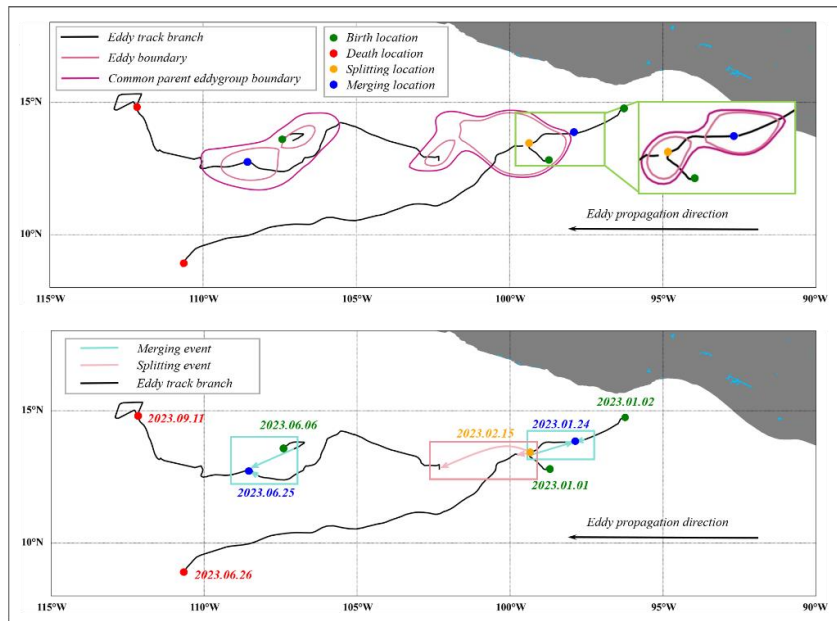 Eddy track branch
Eddy boundary
Common parent eddygroup boundary
Birth location
Death location
Splitting location
Merging location
15°N
10°N
Eddy propagation direction
115°W
110°W
105°W
100°W
95°W
90°W
Merging event
Splitting event
Eddy track branch
15°N
10°N
2023.09.11
2023.06.06
2023.06.25
2023.02.15
2023.01.24
2023.01.02
2023.01.01
2023.06.26
Eddy propagation direction
115°W
110°W
105°W
100°W
95°W
90°W